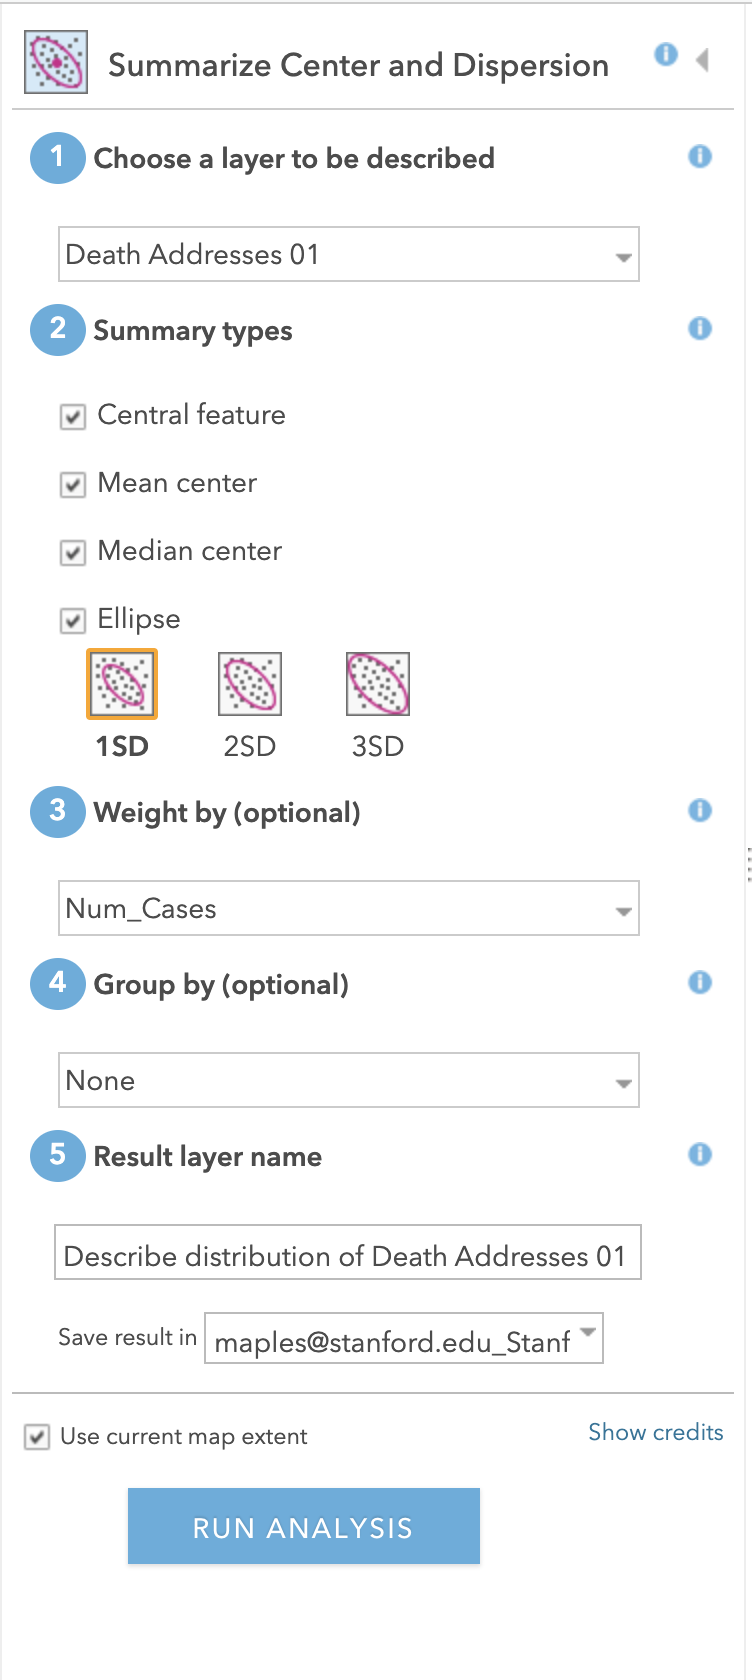 Summarize Center and Dispersion
1 Choose a layer to be described
Death Addresses 01
2 Summary types
Central feature
Mean center
Median center
Ellipse
1SD 2SD 3SD
3 Weight by (optional)
Num_Cases
4 Group by (optional)
None
5 Result layer name
Describe distribution of Death Addresses 01
Save result in maples@stanford.edu_Stanf
Use current map extent Show credits
RUN ANALYSIS